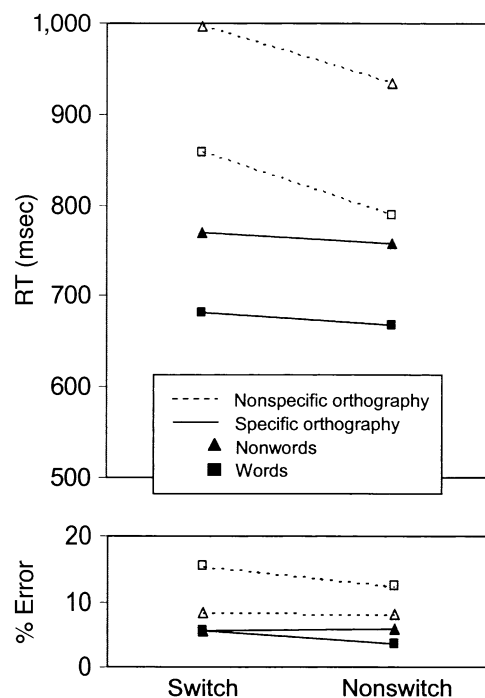 1,000
900
800
700
600
500
RT (msec)
Nonspecific orthography
Specific orthography
Nonwords
Words
20
10
0
% Error
Switch Nonswitch